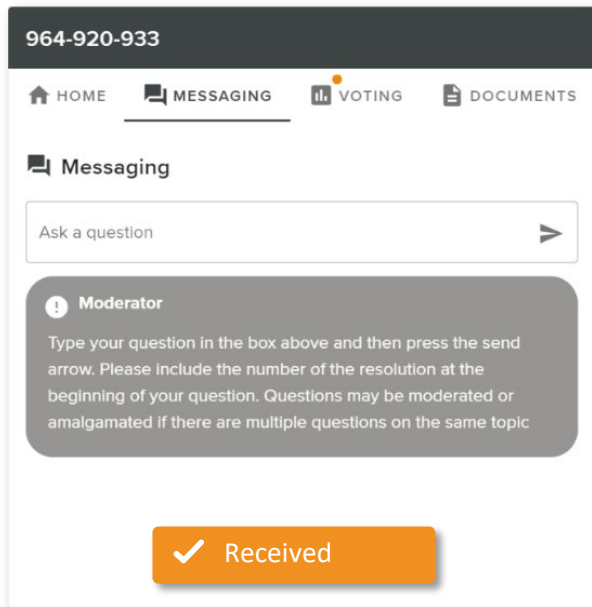 964-920-933
HOME MESSAGING VOTING DOCUMENTS
Messaging
Ask a question
Moderator
Type your question in the box above and then press the send
arrow. Please include the number of the resolution at the
beginning of your question. Questions may be moderated or
amalgamated if there are multiple questions on the same topic
Received